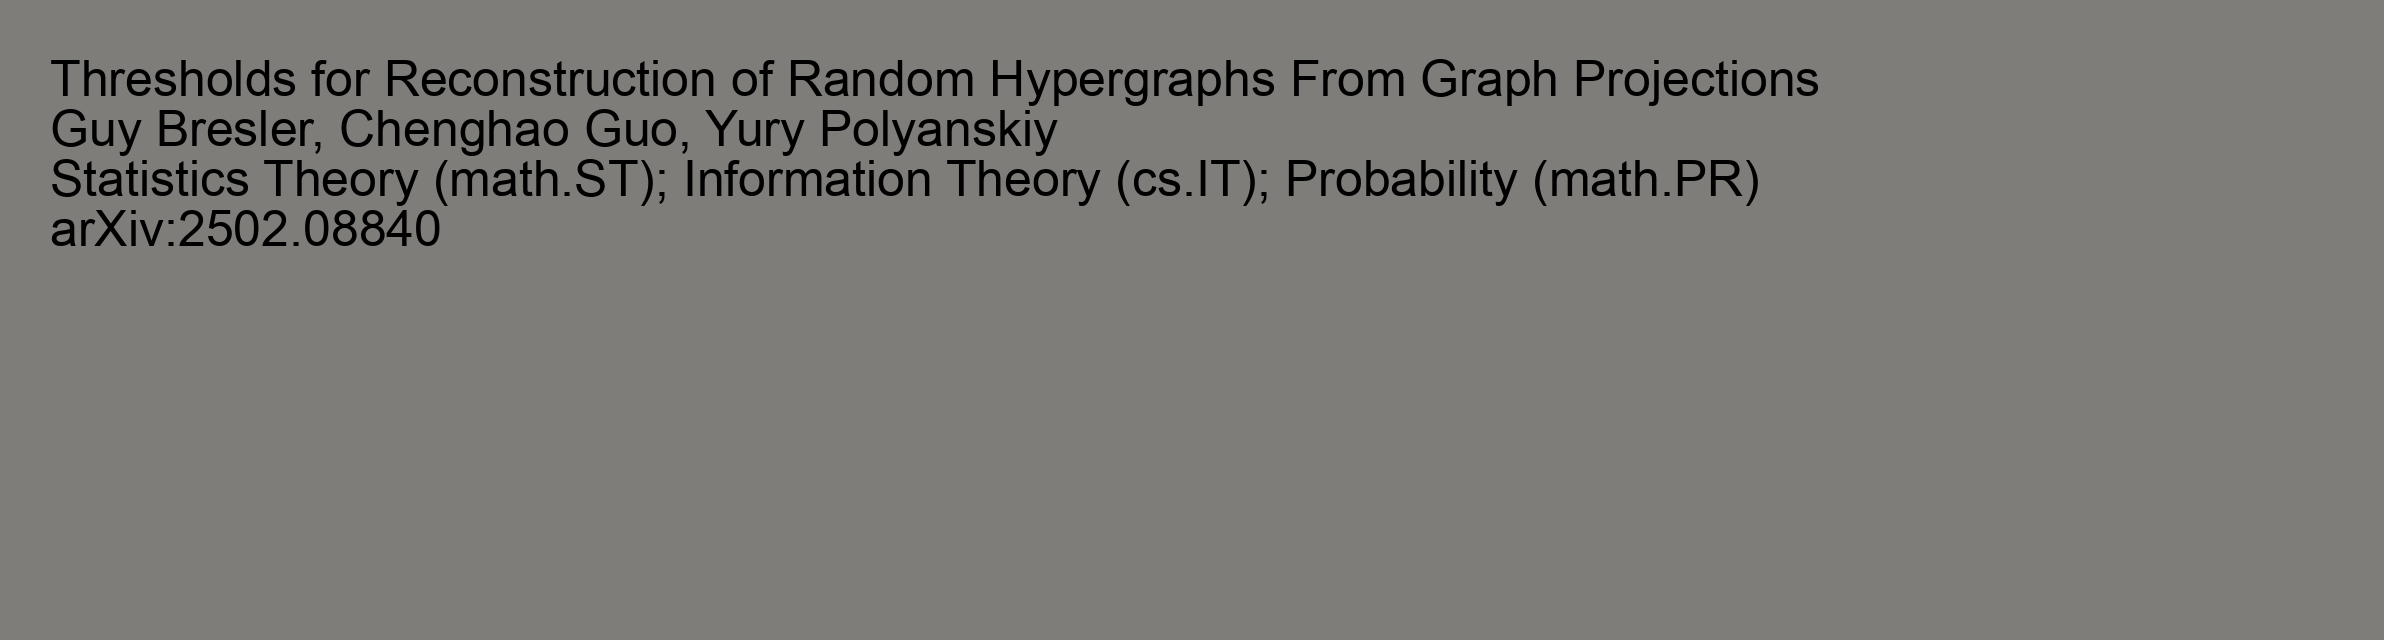 Thresholds for Reconstruction of Random Hypergraphs From Graph Projections
Guy Bresler, Chenghao Guo, Yury Polyanskiy
Statistics Theory (math.ST); Information Theory (cs.IT); Probability (math.PR)
arXiv:2502.08840